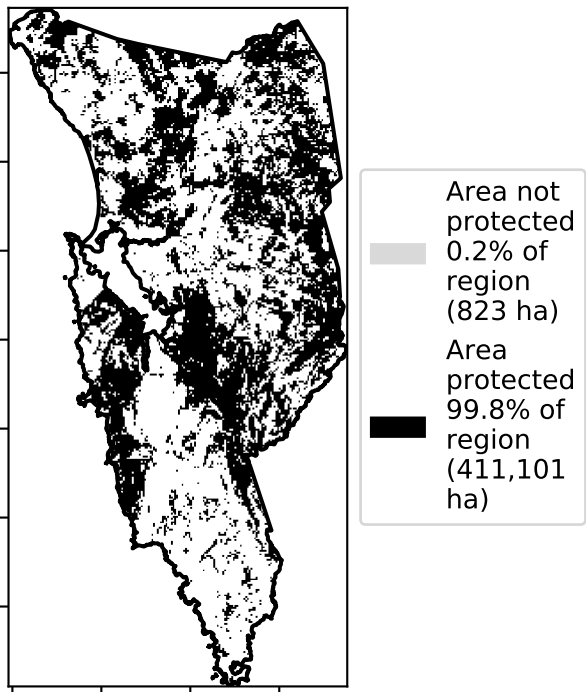 Area not
protected
0.2% of
region
(823 ha)
Area
protected
99.8% of
region
(411,101
ha)